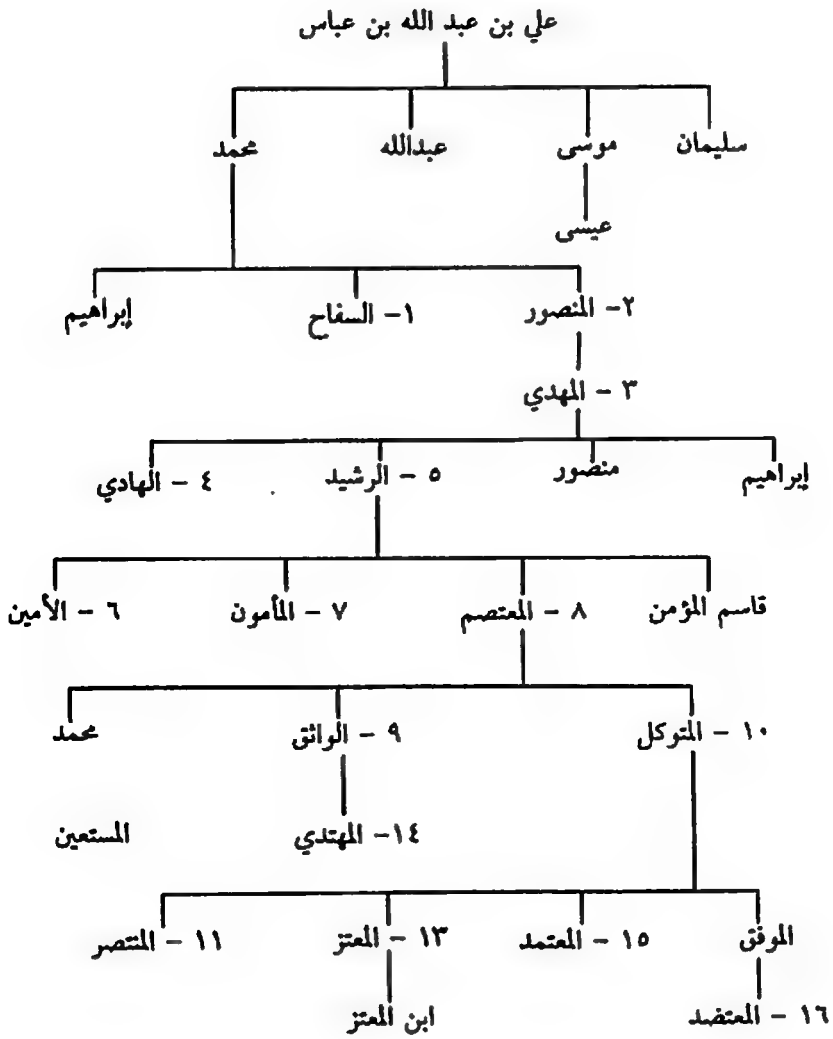 علي بن عبد الله بن عباس
سليمان موسى عبدالله محمد
عيسى
٢- المنصور ١- السفاح إبراهيم
٣ - المهدي
إبراهيم منصور ٥ - الرشيد ٤ - الهادي
قاسم المؤمن ٨ - المعتصم ٧ - المأمون ٦ - الأمين
١٠ - المتوكل ٩ - الواثق محمد
١٤- المهتدي المستعين
الموفق ١٥ - المعتمد ١٣ - المعتز ١١ - المنتصر
١٦ - المعتضد ابن المعتز